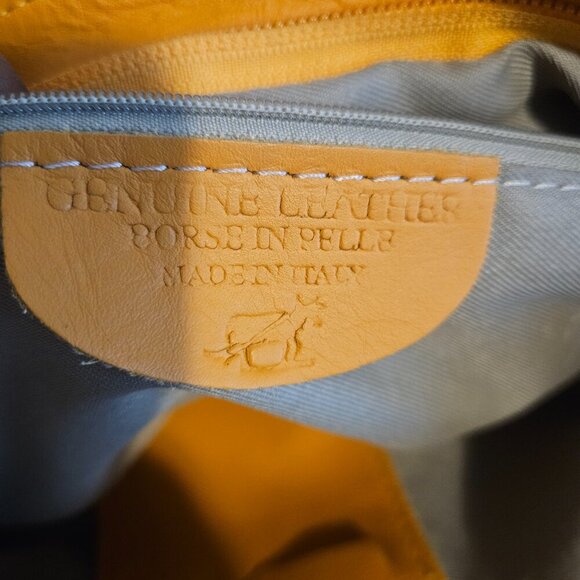 GENUINE LEATHER
BORSE IN PELLE
MADE IN ITALY